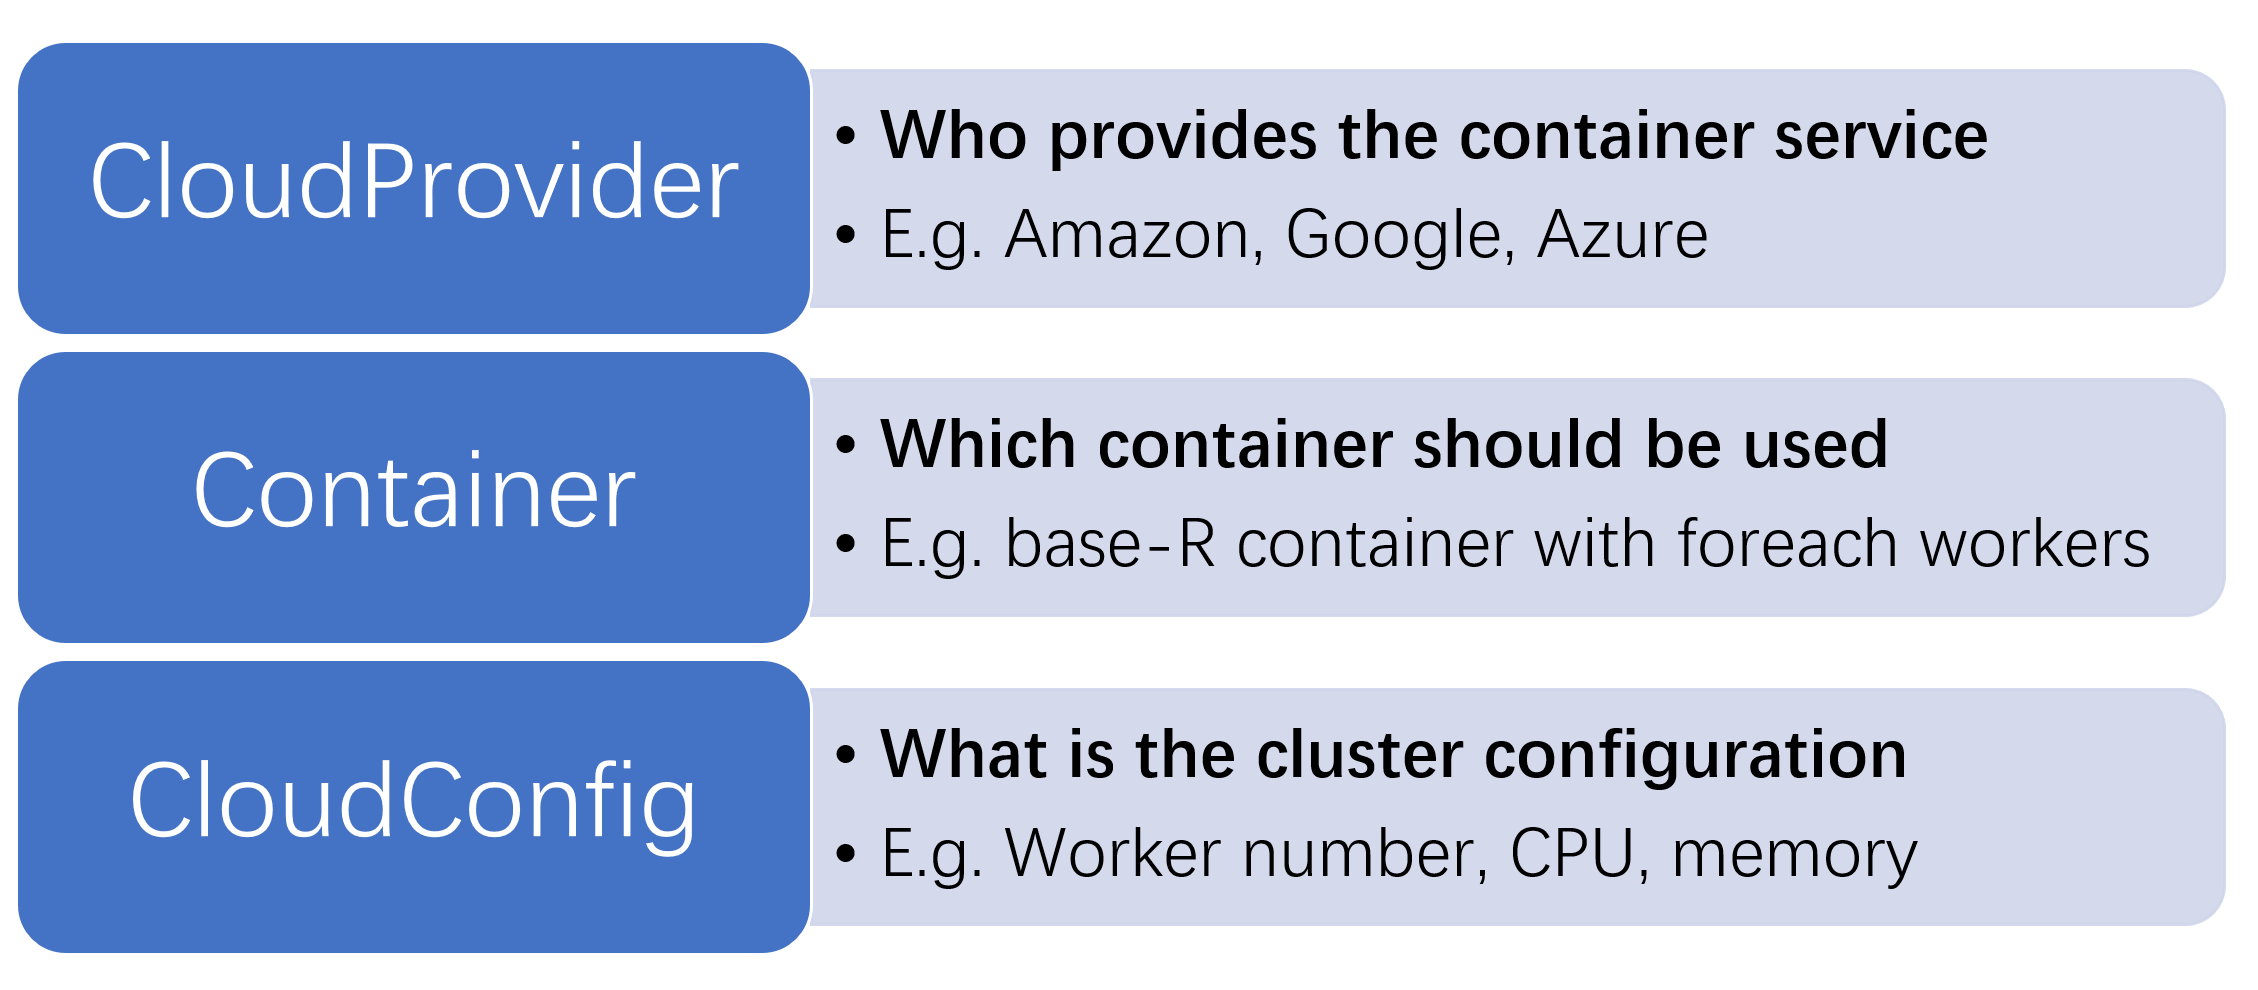 CloudProvider
• Who provides the container service
• E.g. Amazon, Google, Azure
Container
• Which container should be used
• E.g. base-R container with foreach workers
CloudConfig
• What is the cluster configuration
• E.g. Worker number, CPU, memory